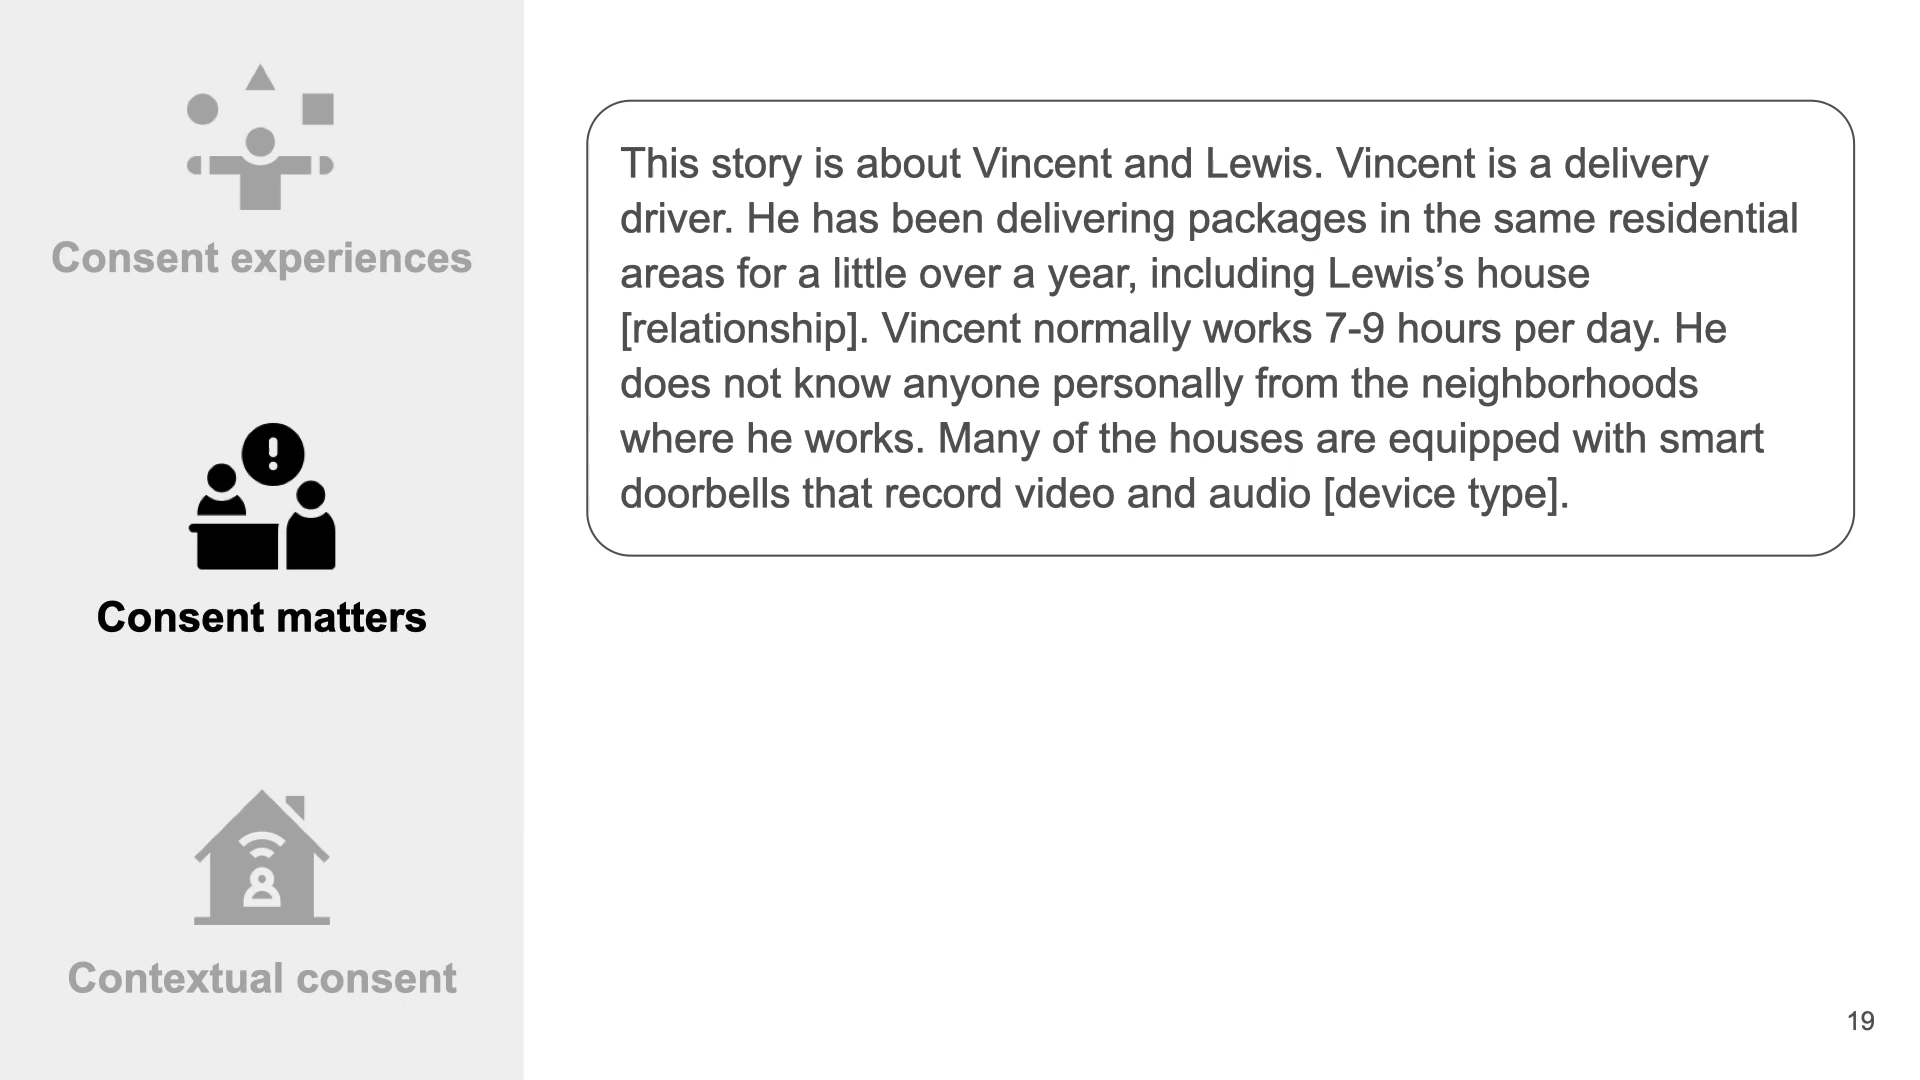 Consent experiences
Consent matters
Contextual consent
This story is about Vincent and Lewis. Vincent is a delivery
driver. He has been delivering packages in the same residential
areas for a little over a year, including Lewis’s house
[relationship]. Vincent normally works 7-9 hours per day. He
does not know anyone personally from the neighborhoods
where he works. Many of the houses are equipped with smart
doorbells that record video and audio [device type].
19